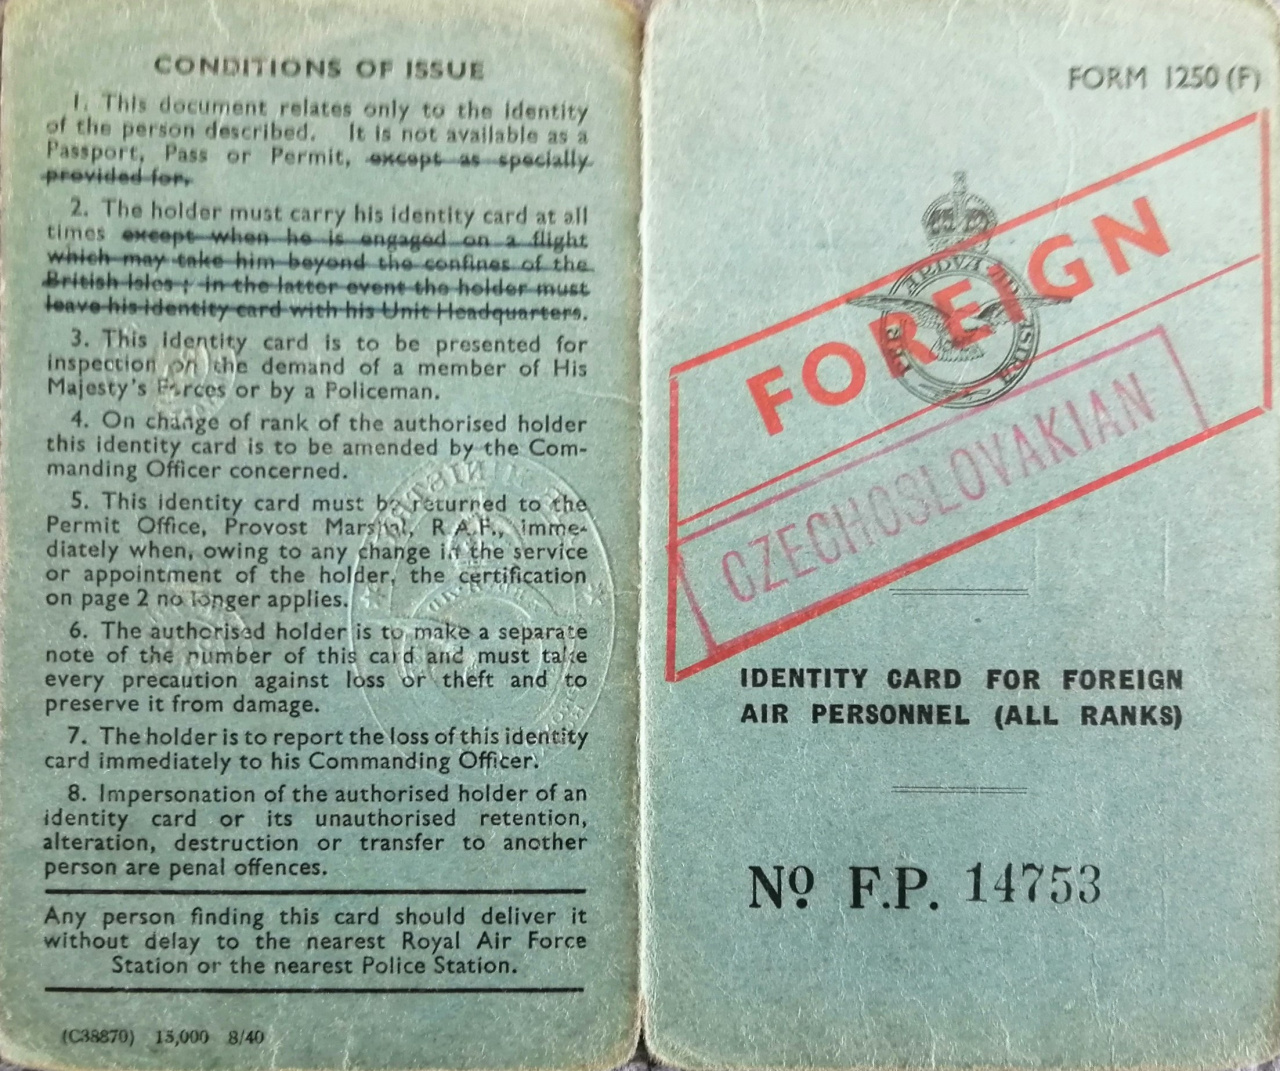 CONDITIONS OF ISSUE
1. This document relates only to the identity
of the person described. It is not available as a
Passport, Pass or Permit, except as specially
provided for.
2. The holder must carry his identity card at all
times except when he is engaged on a flight
which may take him beyond the confines of the
British Isles ; in the latter event the holder must
leave his identity card with his Unit Headquarters.
3. This identity card is to be presented for
inspection on the demand of a member of His
Majesty's Forces or by a Policeman.
4. On change of rank of the authorised holder
this identity card is to be amended by the Com-
manding Officer concerned.
5. This identity card must be returned to the
Permit Office, Provost Marshal, R.A.F., imme-
diately when, owing to any change in the service
or appointment of the holder, the certification
on page 2 no longer applies.
6. The authorised holder is to make a separate
note of the number of this card and must take
every precaution against loss or theft and to
preserve it from damage.
7. The holder is to report the loss of this identity
card immediately to his Commanding Officer.
8. Impersonation of the authorised holder of an
identity card or its unauthorised retention,
alteration, destruction or transfer to another
person are penal offences.
Any person finding this card should deliver it
without delay to the nearest Royal Air Force
Station or the nearest Police Station.
(C38870) 15,000 8/40
FORM 1250 (F)
PER ARDVA AD ASTRA
FOREIGN
CZECHOSLOVAKIAN
IDENTITY CARD FOR FOREIGN
AIR PERSONNEL (ALL RANKS)
No F.P. 14753